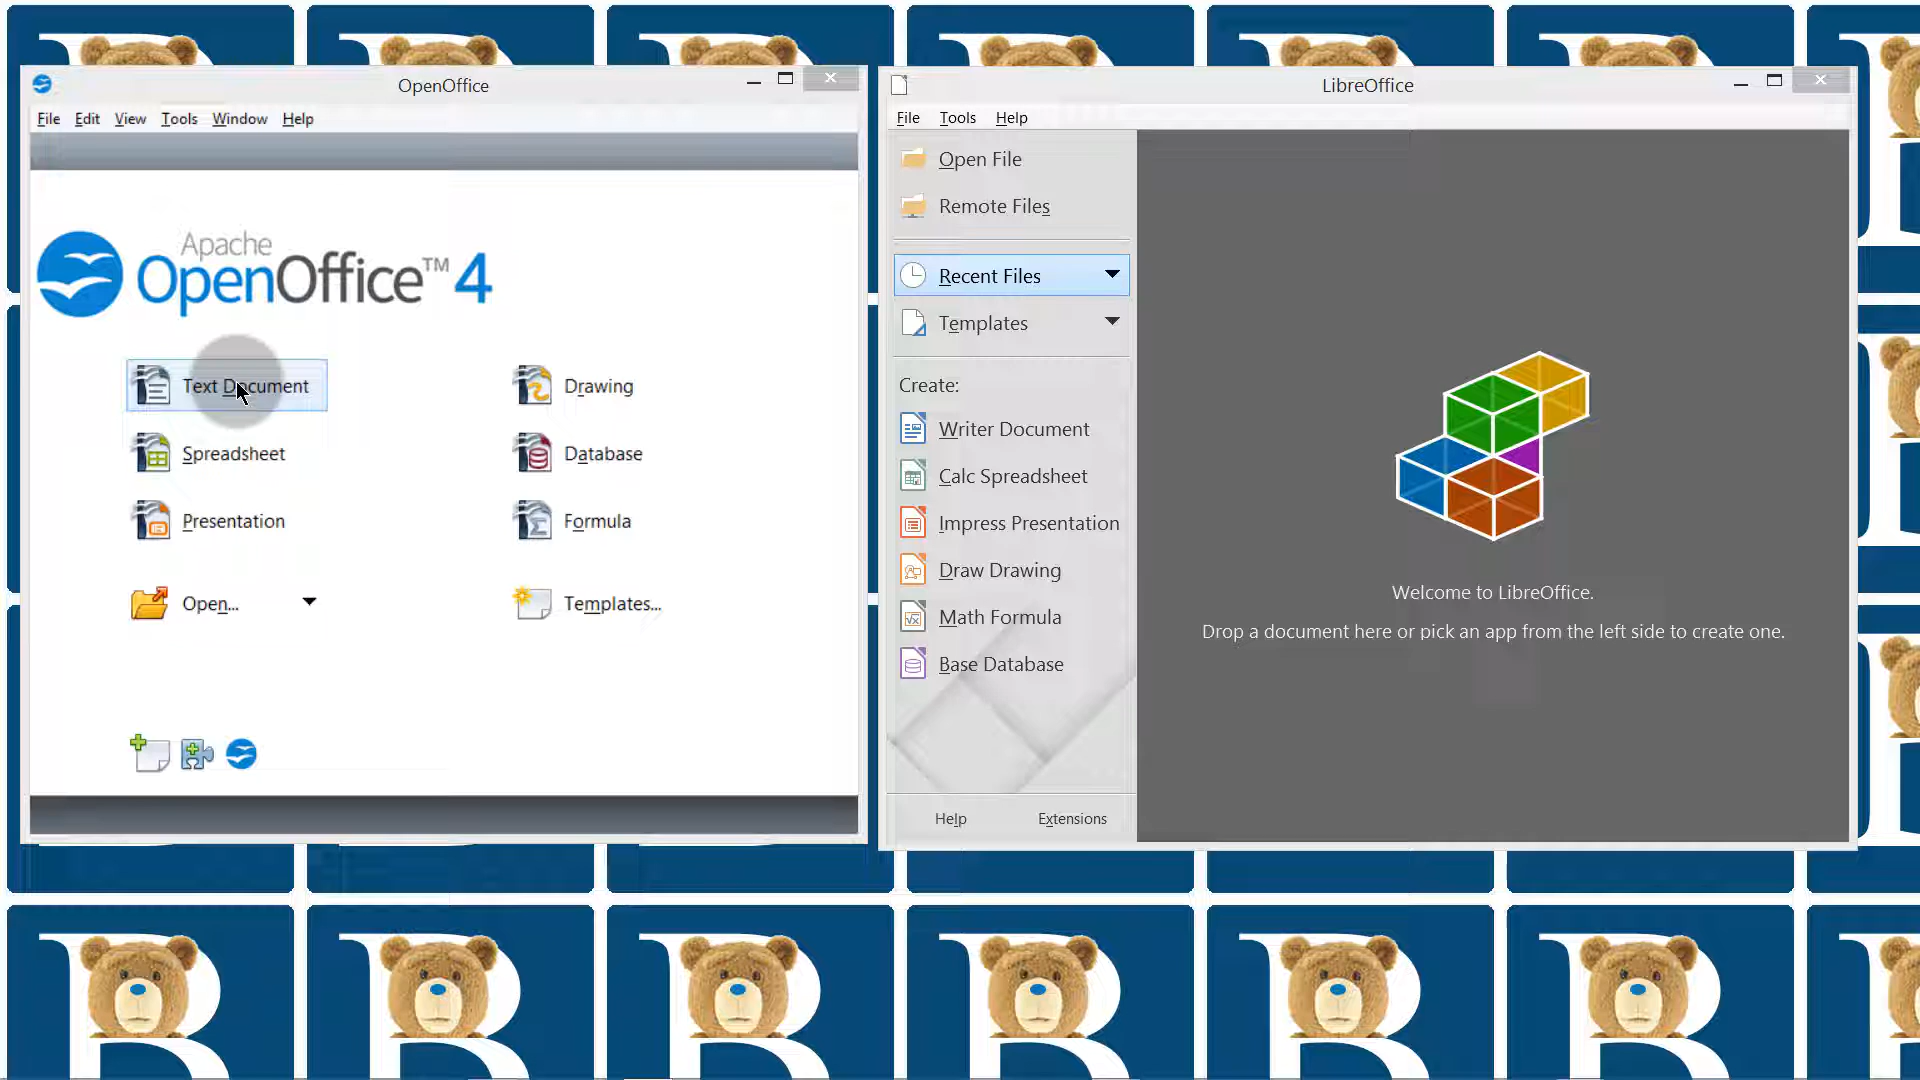 OpenOffice
File Edit View Tools Window Help
Apache
OpenOffice™ 4
Text Document
Drawing
Spreadsheet
Database
Presentation
Formula
Open...
Templates...
LibreOffice
File Tools Help
Open File
Remote Files
Recent Files
Templates
Create:
Writer Document
Calc Spreadsheet
Impress Presentation
Draw Drawing
Math Formula
Base Database
Help Extensions
Welcome to LibreOffice.
Drop a document here or pick an app from the left side to create one.